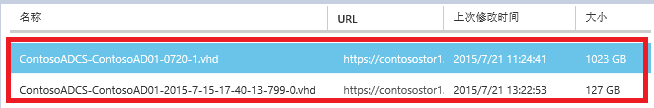 名称 URL 上次修改时间 大小
ContosoADCS-ContosoAD01-0720-1.vhd https://contosostor1. 2015/7/21 11:24:41 1023 GB
ContosoADCS-ContosoAD01-2015-7-15-17-40-13-799-0.vhd https://contosostor1. 2015/7/21 13:22:53 127 GB